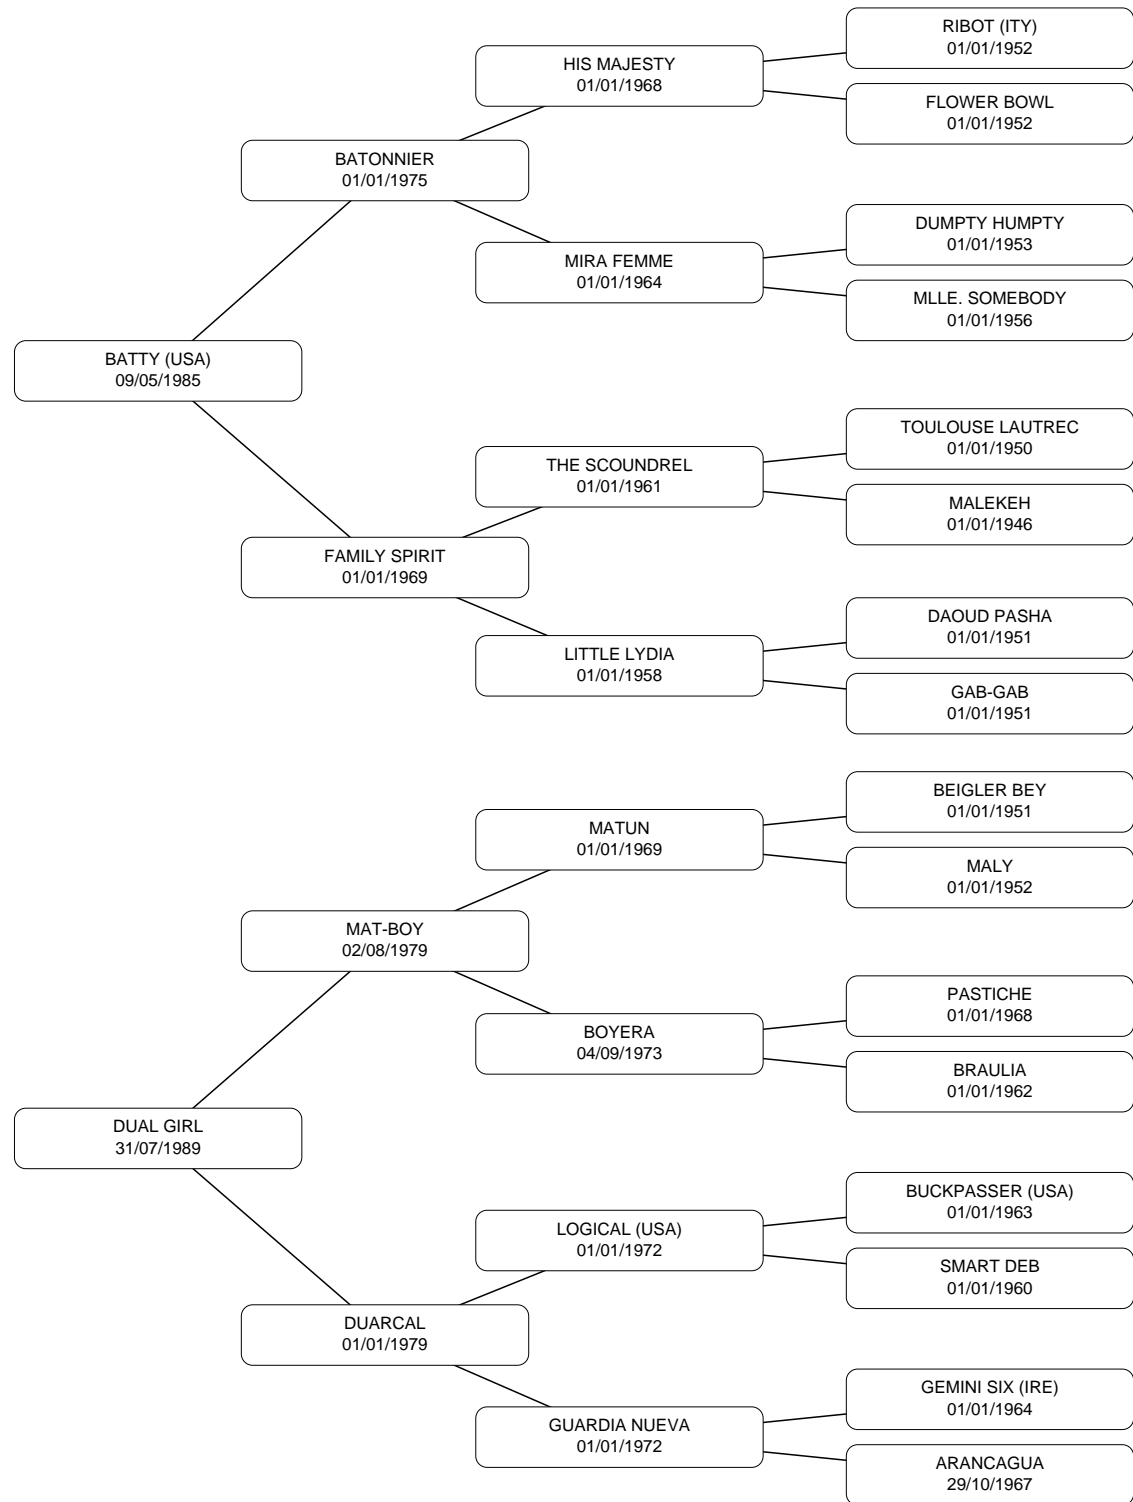 RIBOT (ITY)
01/01/1952
HIS MAJESTY
01/01/1968
FLOWER BOWL
01/01/1952
BATONNIER
01/01/1975
DUMPTY HUMPTY
01/01/1953
MIRA FEMME
01/01/1964
MLLE. SOMEBODY
01/01/1956
BATTY (USA)
09/05/1985
TOULOUSE LAUTREC
01/01/1950
THE SCOUNDREL
01/01/1961
MALEKEH
01/01/1946
FAMILY SPIRIT
01/01/1969
DAOUD PASHA
01/01/1951
LITTLE LYDIA
01/01/1958
GAB-GAB
01/01/1951
BEIGLER BEY
01/01/1951
MATUN
01/01/1969
MALY
01/01/1952
MAT-BOY
02/08/1979
PASTICHE
01/01/1968
BOYERA
04/09/1973
BRAULIA
01/01/1962
DUAL GIRL
31/07/1989
BUCKPASSER (USA)
01/01/1963
LOGICAL (USA)
01/01/1972
SMART DEB
01/01/1960
DUARCAL
01/01/1979
GEMINI SIX (IRE)
01/01/1964
GUARDIA NUEVA
01/01/1972
ARANCAGUA
29/10/1967